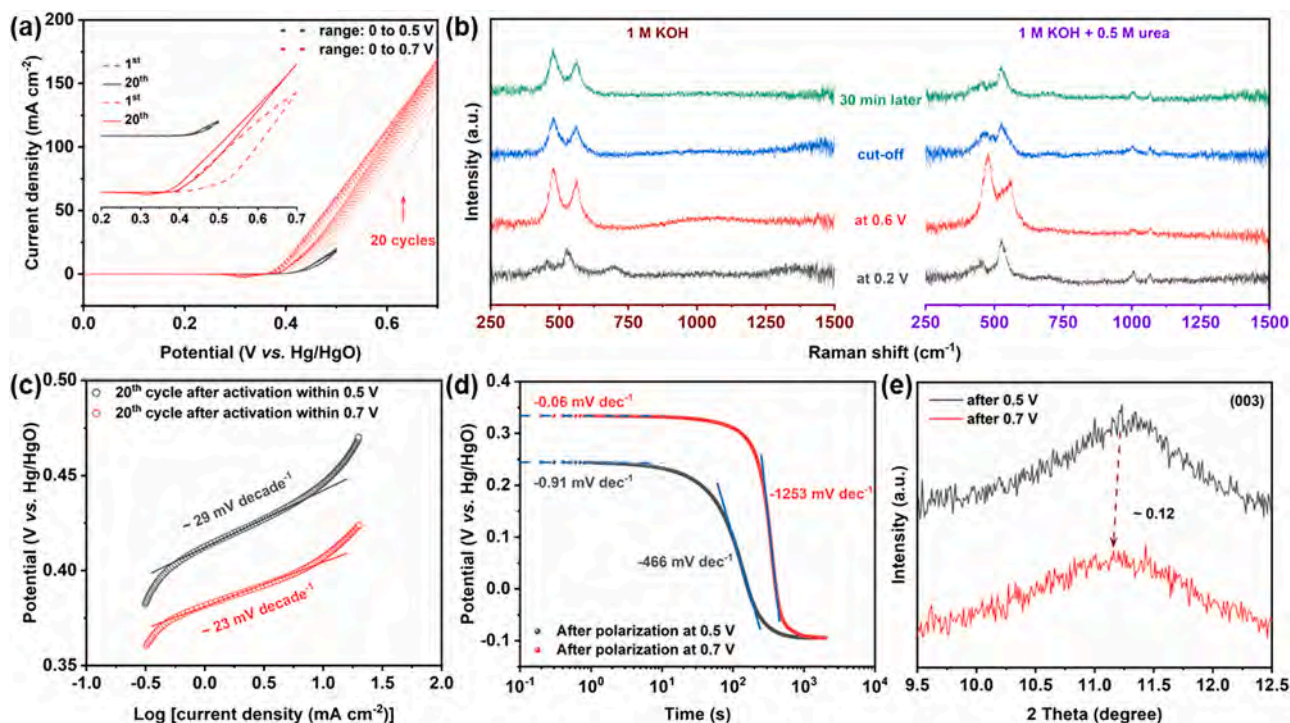 (a)
Current density (mA cm⁻²)
200
150
100
50
0
range: 0 to 0.5 V
range: 0 to 0.7 V
1ˢᵗ
20ᵗʰ
1ˢᵗ
20ᵗʰ
0.2 0.3 0.4 0.5 0.6 0.7
20 cycles
0.0 0.2 0.4 0.6
Potential (V vs. Hg/HgO)
(b)
Intensity (a.u.)
1 M KOH
1 M KOH + 0.5 M urea
30 min later
cut-off
at 0.6 V
at 0.2 V
250 500 750 1000 1250 1500
250 500 750 1000 1250 1500
Raman shift (cm⁻¹)
(c)
Potential (V vs. Hg/HgO)
0.50
0.45
0.40
0.35
20ᵗʰ cycle after activation within 0.5 V
20ᵗʰ cycle after activation within 0.7 V
~ 29 mV decade⁻¹
~ 23 mV decade⁻¹
-1.0 -0.5 0.0 0.5 1.0 1.5 2.0
Log [current density (mA cm⁻²)]
(d)
Potential (V vs. Hg/HgO)
0.4
0.3
0.2
0.1
0.0
-0.1
-0.06 mV dec⁻¹
-0.91 mV dec⁻¹
-1253 mV dec⁻¹
-466 mV dec⁻¹
After polarization at 0.5 V
After polarization at 0.7 V
10⁻¹ 10⁰ 10¹ 10² 10³ 10⁴
Time (s)
(e)
Intensity (a.u.)
after 0.5 V
after 0.7 V
(003)
~ 0.12
9.5 10.0 10.5 11.0 11.5 12.0 12.5
2 Theta (degree)